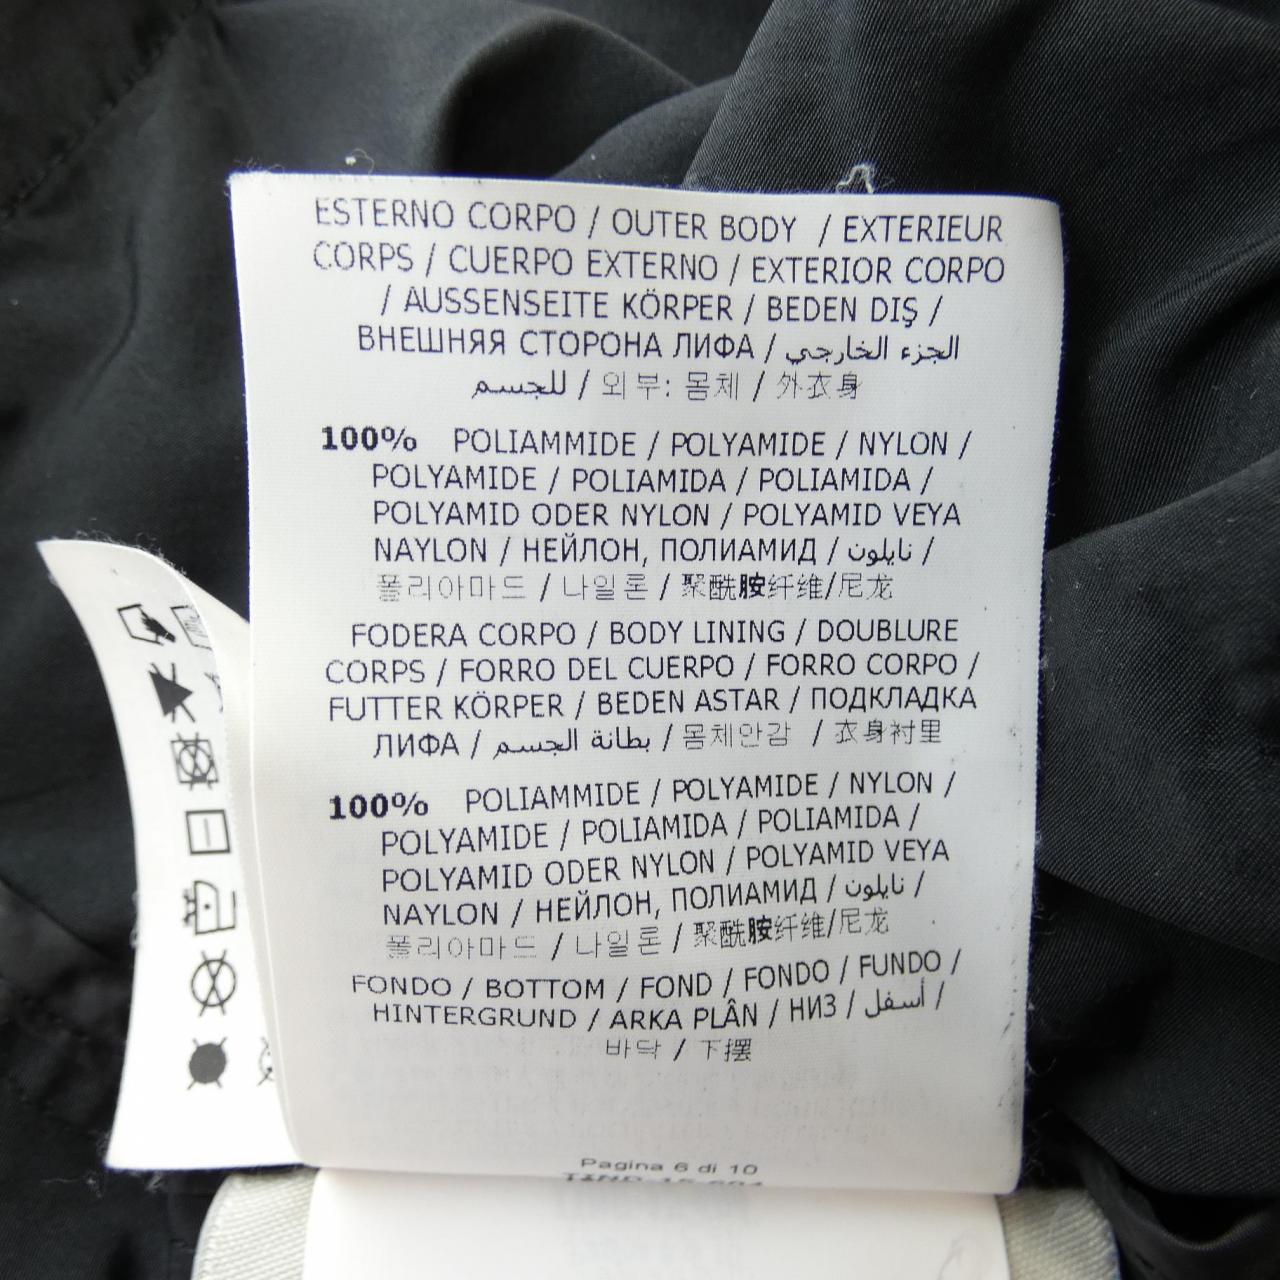 ESTERNO CORPO / OUTER BODY / EXTERIEUR
CORPS / CUERPO EXTERNO / EXTERIOR CORPO
/ AUSSENSEITE KÖRPER / BEDEN DIŞ /
ВНЕШНЯЯ СТОРОНА ЛИФА / الجزء الخارجي
للجسم / 외부: 몸체 / 外衣身
100% POLIAMMIDE / POLYAMIDE / NYLON /
POLYAMIDE / POLIAMIDA / POLIAMIDA /
POLYAMID ODER NYLON / POLYAMID VEYA
NAYLON / НЕЙЛОН, ПОЛИАМИД / نايلون /
폴리아마드 / 나일론 / 聚酰胺纤维/尼龙
FODERA CORPO / BODY LINING / DOUBLURE
CORPS / FORRO DEL CUERPO / FORRO CORPO /
FUTTER KÖRPER / BEDEN ASTAR / ПОДКЛАДКА
ЛИФА / بطانة الجسم / 몸체안감 / 衣身衬里
100% POLIAMMIDE / POLYAMIDE / NYLON /
POLYAMIDE / POLIAMIDA / POLIAMIDA /
POLYAMID ODER NYLON / POLYAMID VEYA
NAYLON / НЕЙЛОН, ПОЛИАМИД / نايلون /
폴리아마드 / 나일론 / 聚酰胺纤维/尼龙
FONDO / BOTTOM / FOND / FONDO / FUNDO /
HINTERGRUND / ARKA PLÂN / НИЗ / أسفل /
바닥 / 下摆
Pagina 6 di 10